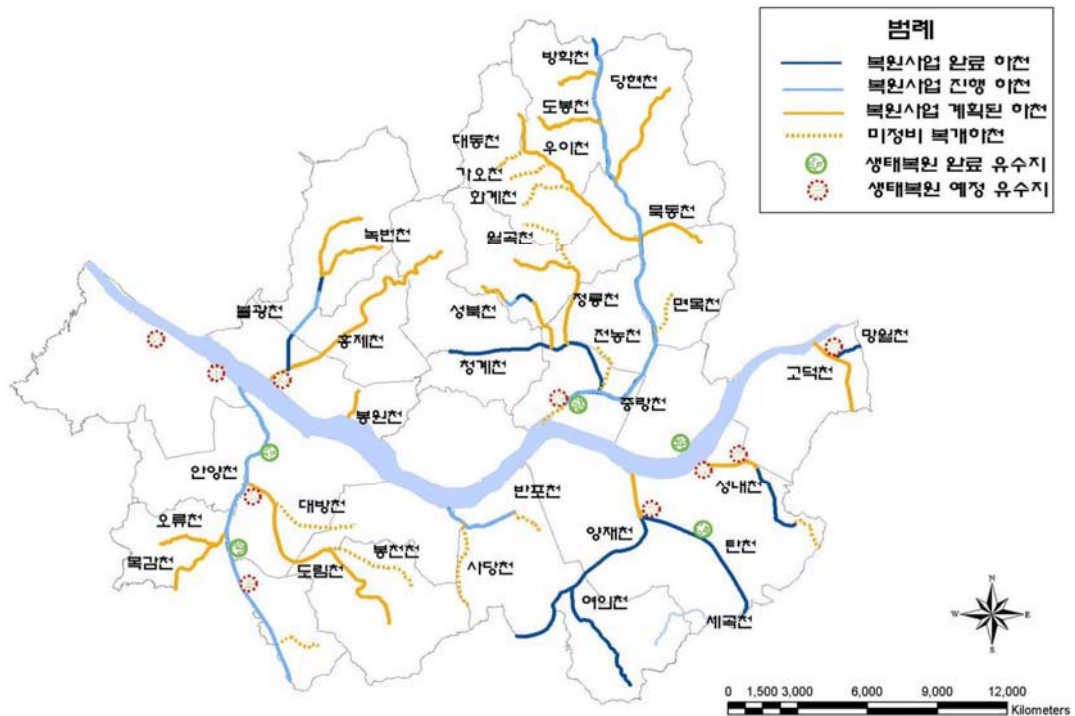 범례
복원사업 완료 하천
복원사업 진행 하천
복원사업 계획된 하천
미정비 복개하천
생태복원 완료 유수지
생태복원 예정 유수지
방학천
당현천
도봉천
대동천
우이천
가오천
화계천
묵동천
녹번천
월곡천
불광천
정릉천
면목천
성북천
홍제천
전농천
망월천
청계천
고덕천
중랑천
봉원천
안양천
성내천
대방천
반포천
오류천
양재천
탄천
목감천
봉천천
도림천
사당천
여의천
세곡천
N
W
E
S
0 1,500 3,000 6,000 9,000 12,000
Kilometers